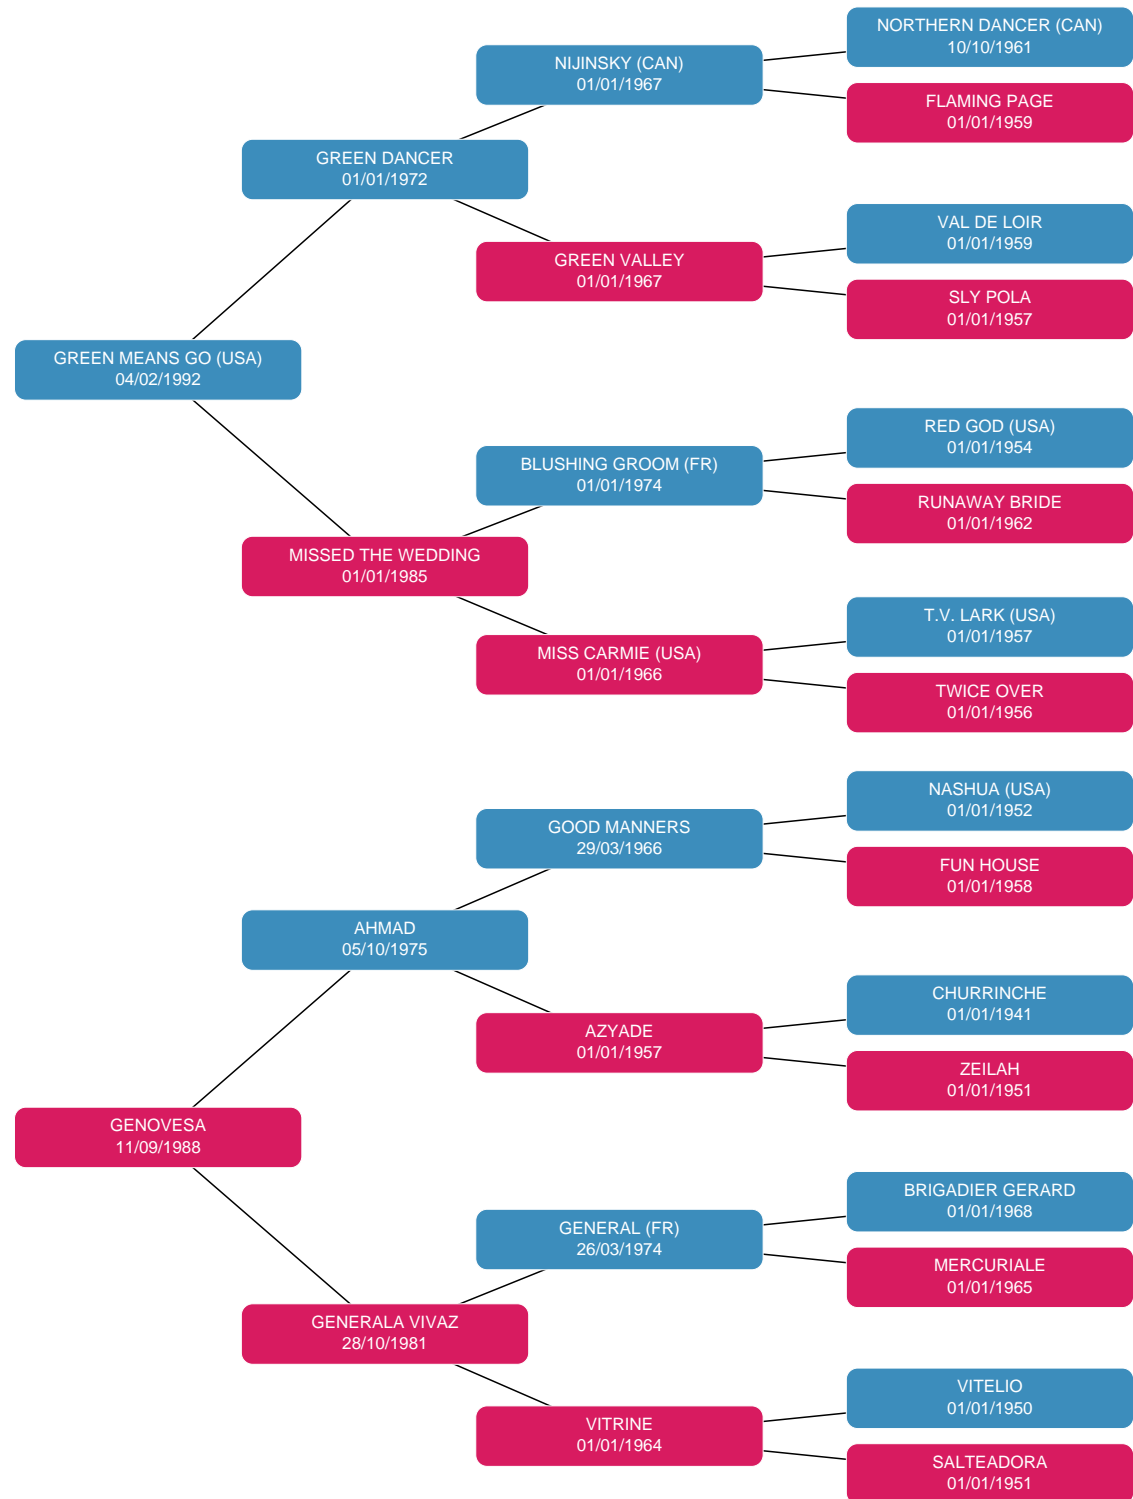 NORTHERN DANCER (CAN)
10/10/1961
NIJINSKY (CAN)
01/01/1967
FLAMING PAGE
01/01/1959
GREEN DANCER
01/01/1972
VAL DE LOIR
01/01/1959
GREEN VALLEY
01/01/1967
SLY POLA
01/01/1957
GREEN MEANS GO (USA)
04/02/1992
RED GOD (USA)
01/01/1954
BLUSHING GROOM (FR)
01/01/1974
RUNAWAY BRIDE
01/01/1962
MISSED THE WEDDING
01/01/1985
T.V. LARK (USA)
01/01/1957
MISS CARMIE (USA)
01/01/1966
TWICE OVER
01/01/1956
NASHUA (USA)
01/01/1952
GOOD MANNERS
29/03/1966
FUN HOUSE
01/01/1958
AHMAD
05/10/1975
CHURRINCHE
01/01/1941
AZYADE
01/01/1957
ZEILAH
01/01/1951
GENOVESA
11/09/1988
BRIGADIER GERARD
01/01/1968
GENERAL (FR)
26/03/1974
MERCURIALE
01/01/1965
GENERALA VIVAZ
28/10/1981
VITELIO
01/01/1950
VITRINE
01/01/1964
SALTEADORA
01/01/1951